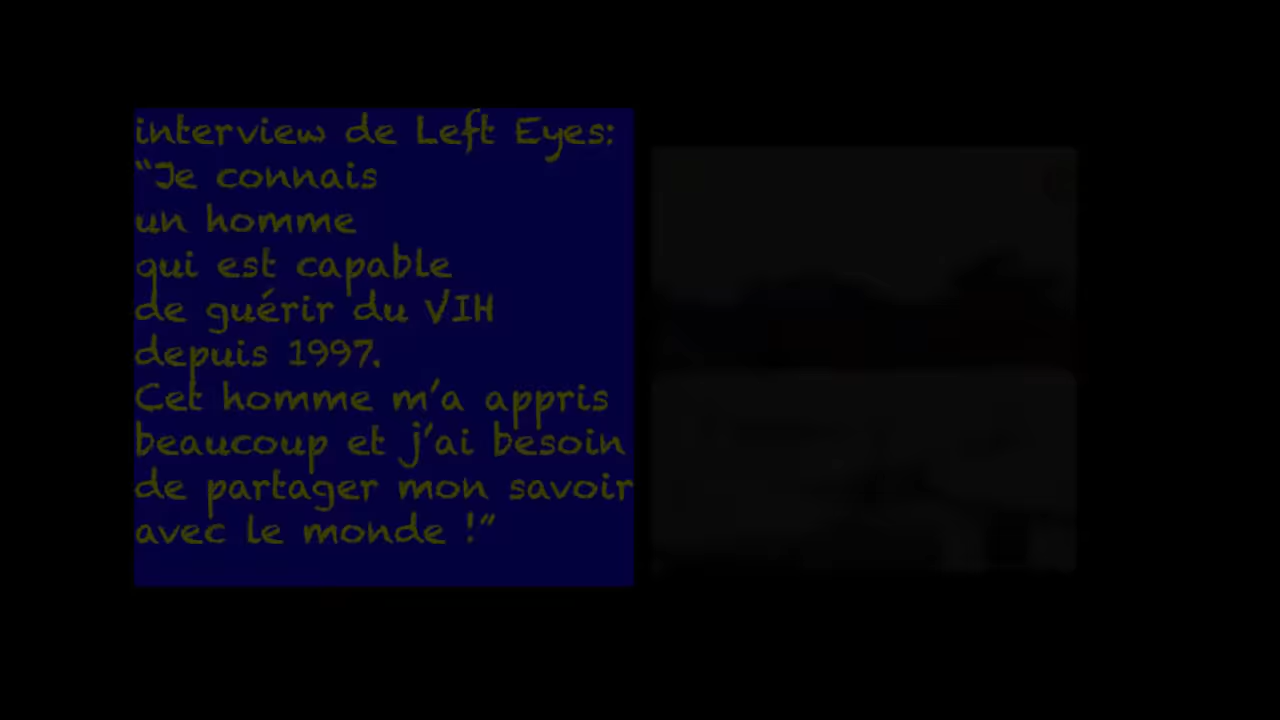 interview de Left Eyes:
“Je connais
un homme
qui est capable
de guérir du VIH
depuis 1997.
Cet homme m’a appris
beaucoup et j’ai besoin
de partager mon savoir
avec le monde !”